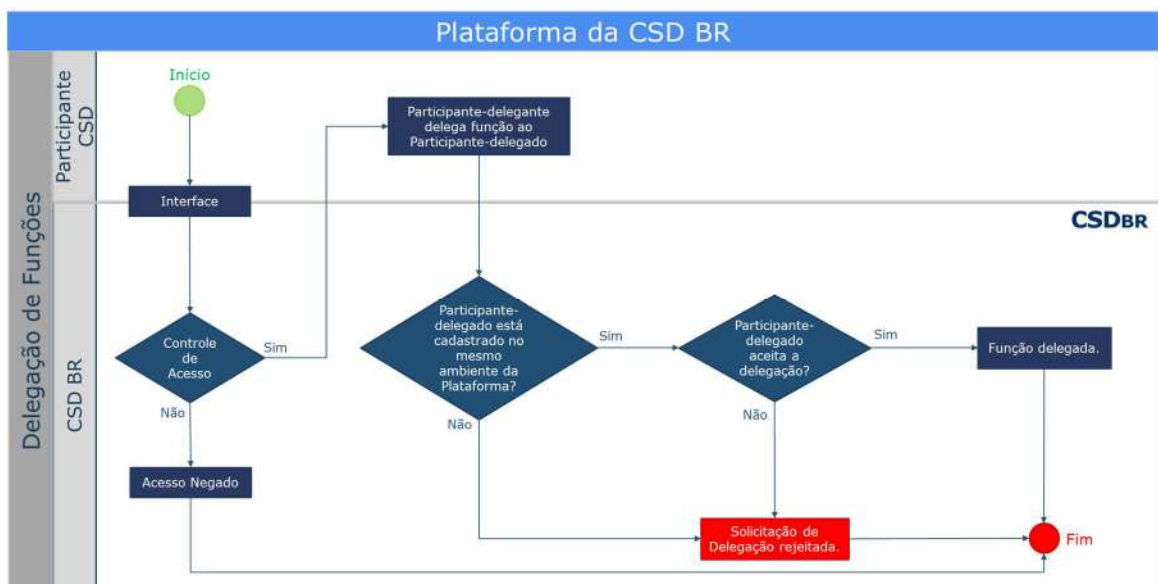 Plataforma da CSD BR
Delegação de Funções
Participante
CSD
Início
Participante-delegante
delega função ao
Participante-delegado
Interface
CSD BR
CSDBR
Controle
de
Acesso
Sim
Não
Participante-
delegado está
cadastrado no
mesmo
ambiente da
Plataforma?
Sim
Não
Participante-
delegado
aceita a
delegação?
Sim
Não
Função delegada.
Acesso Negado
Solicitação de
Delegação rejeitada.
Fim